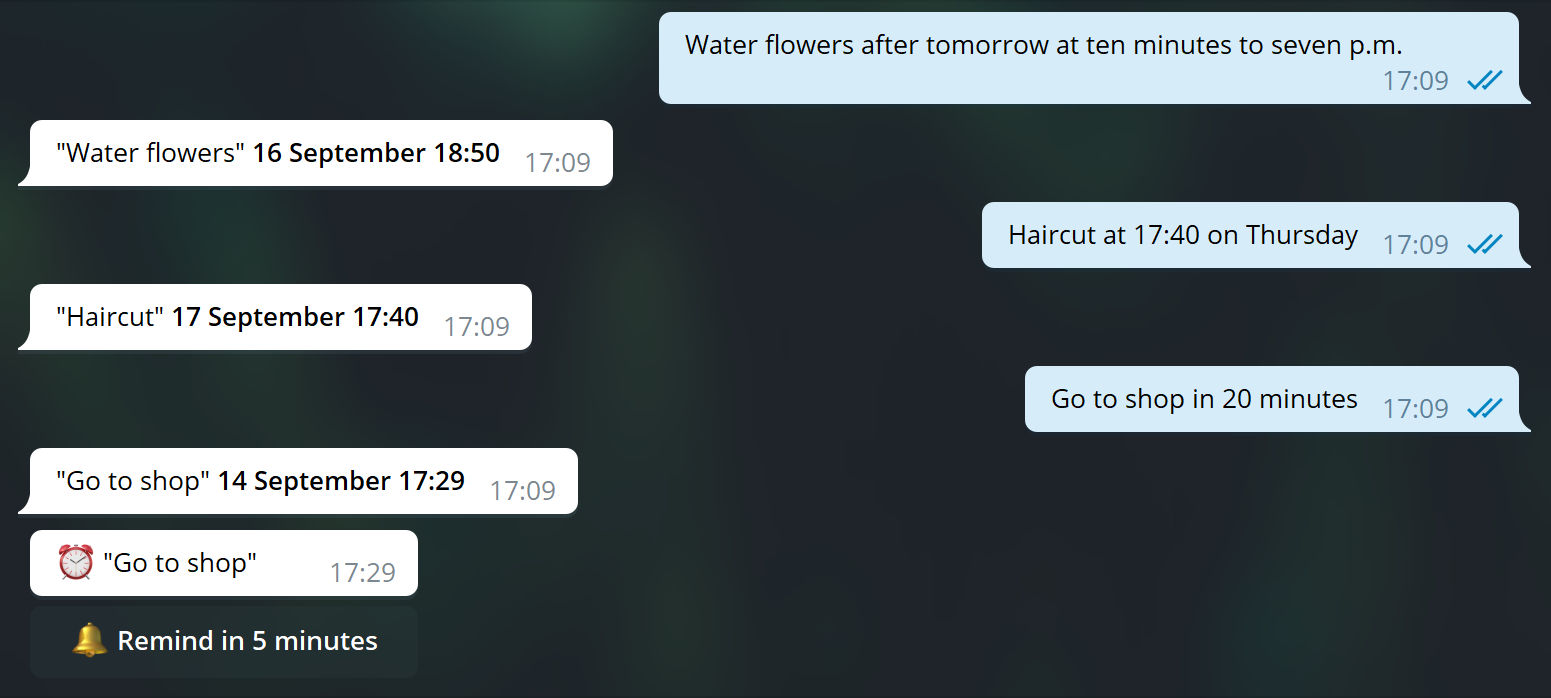 Water flowers after tomorrow at ten minutes to seven p.m.
17:09
"Water flowers" 16 September 18:50 17:09
Haircut at 17:40 on Thursday 17:09
"Haircut" 17 September 17:40 17:09
Go to shop in 20 minutes 17:09
"Go to shop" 14 September 17:29 17:09
"Go to shop" 17:29
Remind in 5 minutes